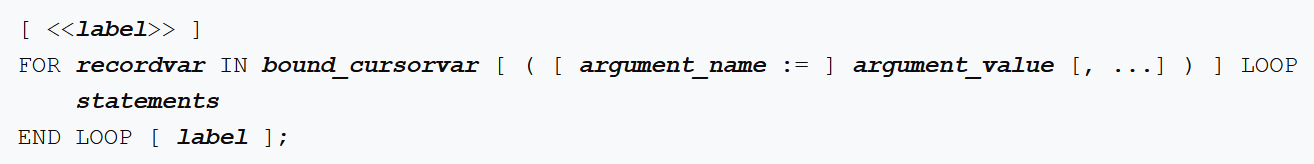 [ <<label>> ]
FOR recordvar IN bound_cursorvar [ ( [ argument_name := ] argument_value [, ...] ) ] LOOP
    statements
END LOOP [ label ];